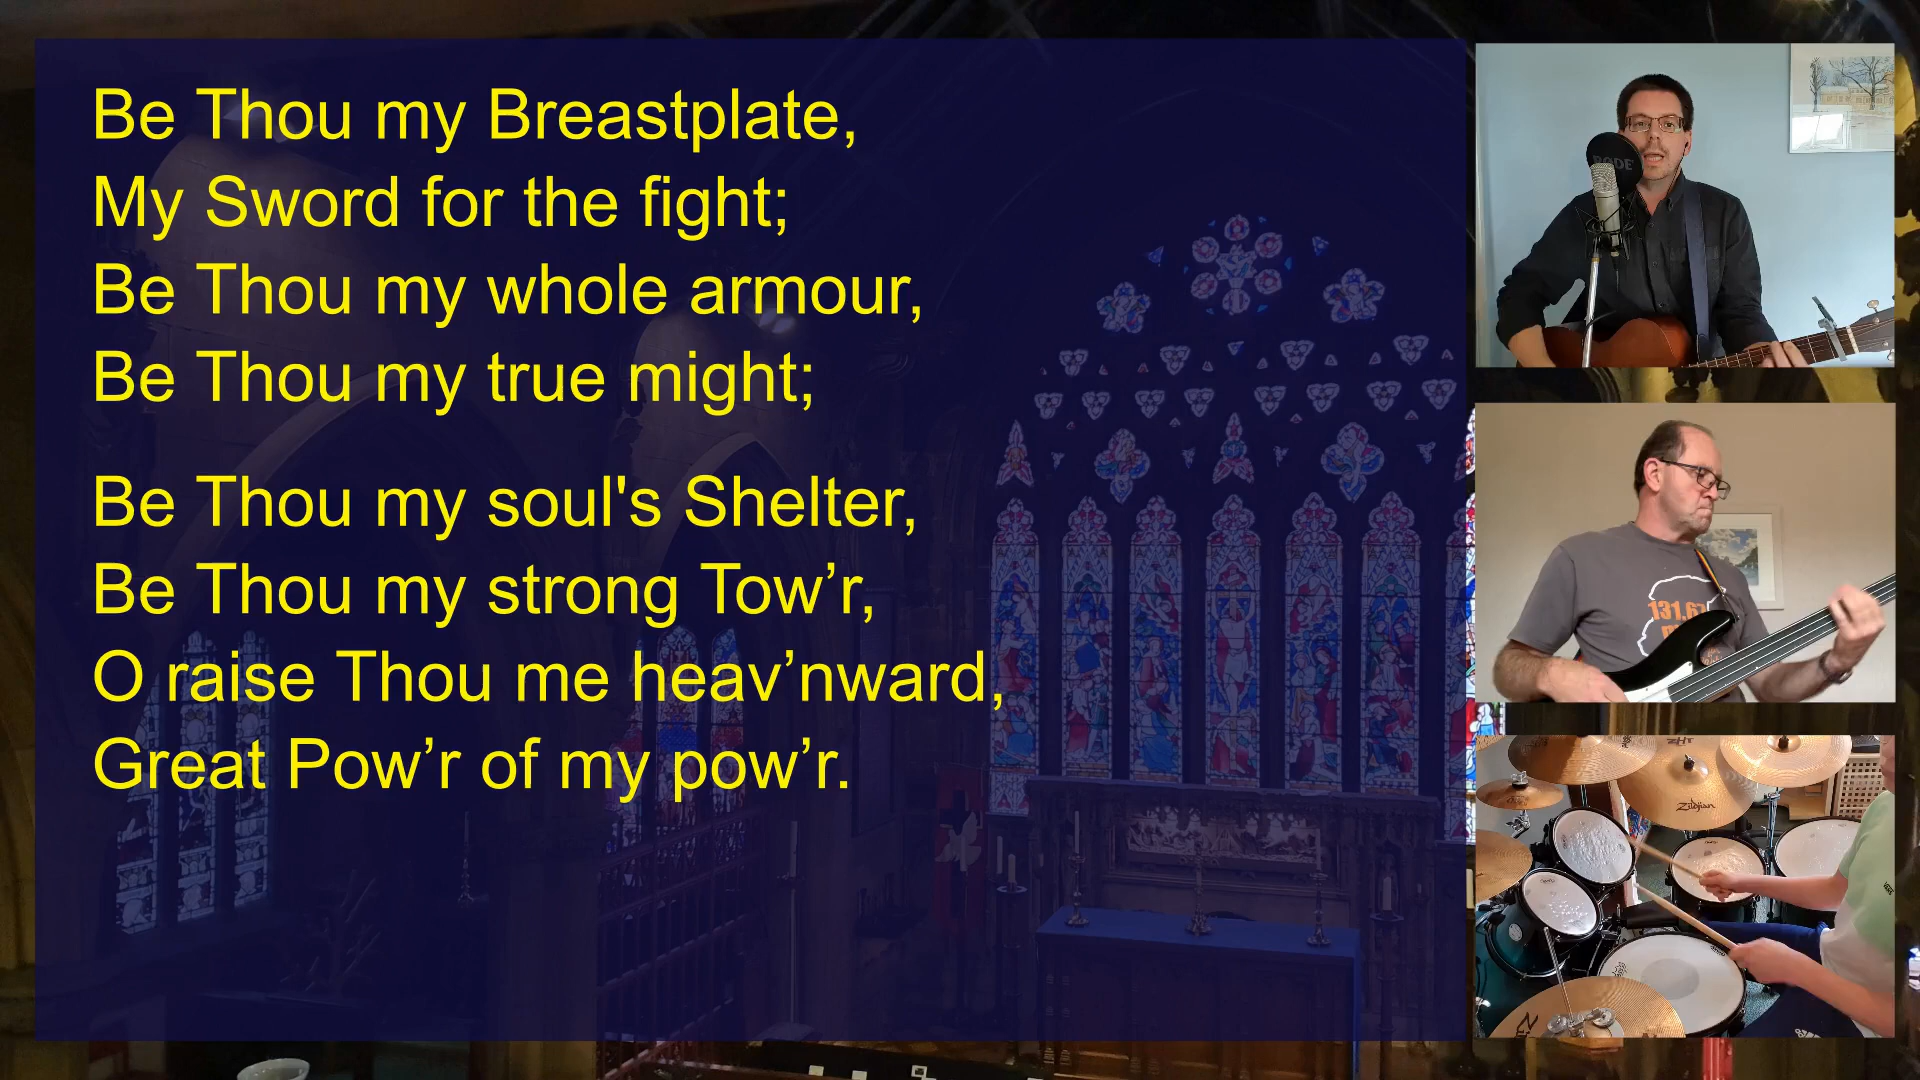 Be Thou my Breastplate,
My Sword for the fight;
Be Thou my whole armour,
Be Thou my true might;
Be Thou my soul's Shelter,
Be Thou my strong Tow’r,
O raise Thou me heav’nward,
Great Pow’r of my pow’r.
RODE
Zildjian